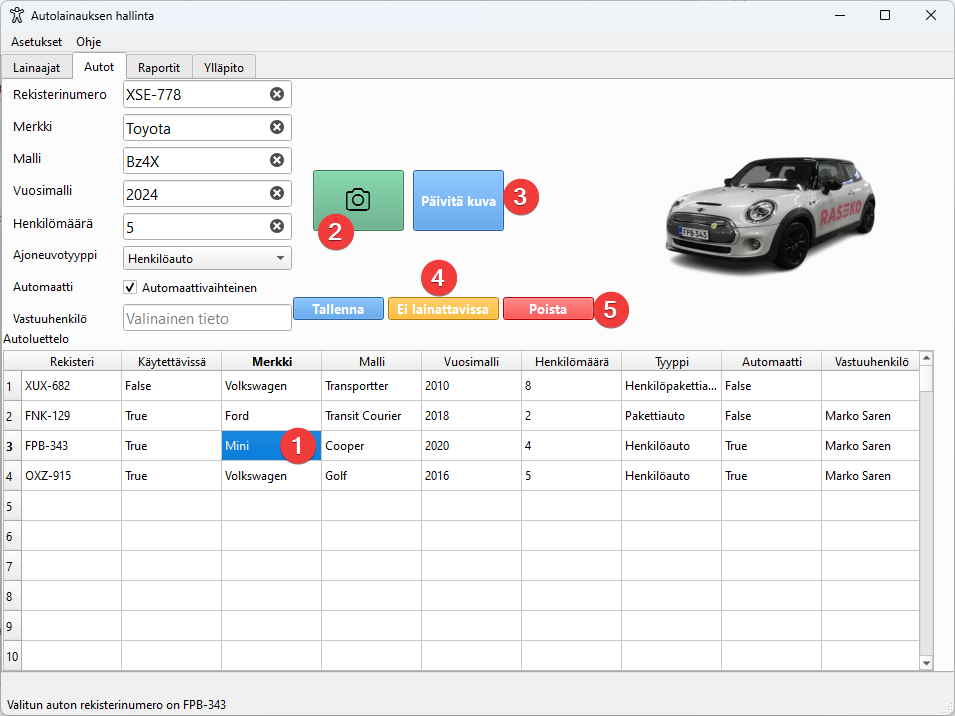 Autolainauksen hallinta
Asetukset Ohje
Lainaajat Autot Raportit Ylläpito
Rekisterinumero XSE-778
Merkki Toyota
Malli Bz4X
Vuosimalli 2024
Henkilömäärä 5
Ajoneuvotyyppi Henkilöauto
Automaatti Automaattivaihteinen
Vastuuhenkilö Valinainen tieto
2
Päivitä kuva 3
RASEKO
FPB-343
4
Tallenna Ei lainattavissa Poista 5
Autoluettelo
Rekisteri Käytettävissä Merkki Malli Vuosimalli Henkilömäärä Tyyppi Automaatti Vastuuhenkilö
1 XUX-682 False Volkswagen Transportter 2010 8 Henkilöpakettia... False
2 FNK-129 True Ford Transit Courier 2018 2 Pakettiauto False Marko Saren
3 FPB-343 True Mini 1 Cooper 2020 4 Henkilöauto True Marko Saren
4 OXZ-915 True Volkswagen Golf 2016 5 Henkilöauto True Marko Saren
5
6
7
8
9
10
Valitun auton rekisterinumero on FPB-343